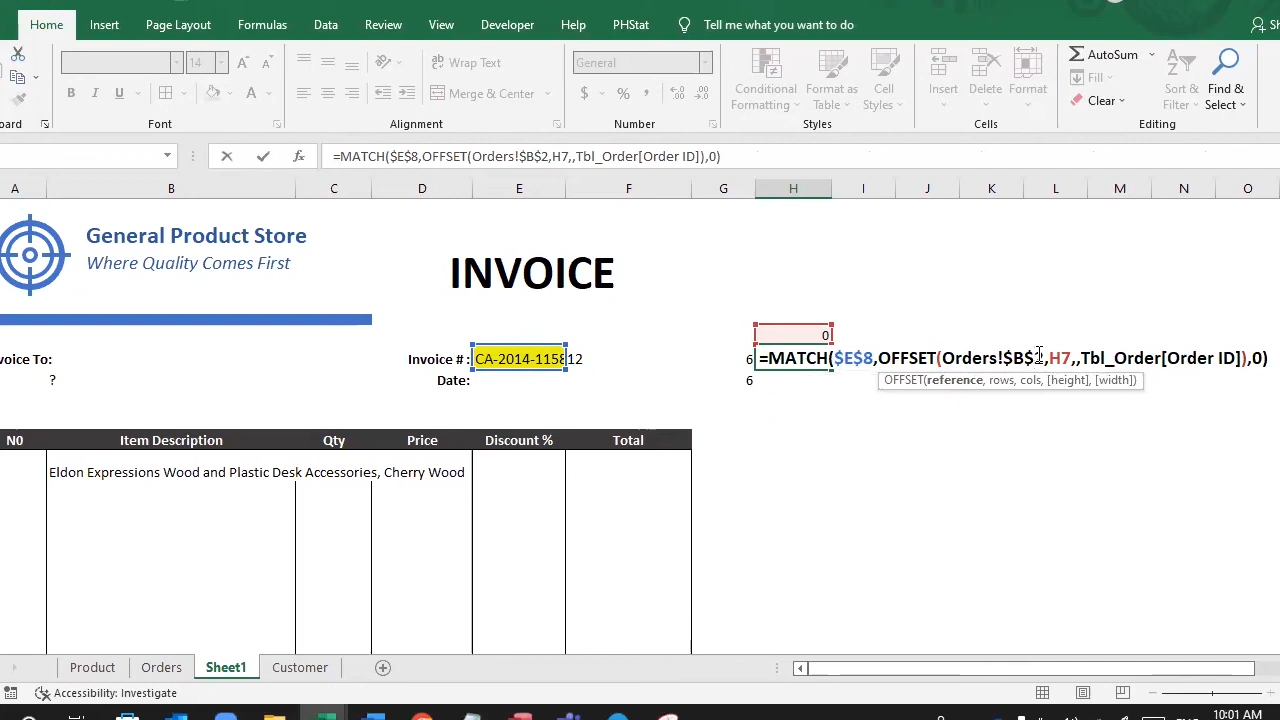 Home Insert Page Layout Formulas Data Review View Developer Help PHStat Tell me what you want to do
14 Wrap Text General AutoSum
Fill
Merge & Center Conditional Formatting Format as Table Cell Styles Insert Delete Format Clear Sort & Filter Find & Select
Font Alignment Number Styles Cells Editing
=MATCH($E$8,OFFSET(Orders!$B$2,H7,,Tbl_Order[Order ID]),0)
A B C D E F G H I J K L M N O
General Product Store
Where Quality Comes First
INVOICE
0
Invoice # : CA-2014-115812 6 =MATCH($E$8,OFFSET(Orders!$B$2,H7,,Tbl_Order[Order ID]),0)
? Date: 6 OFFSET(reference, rows, cols, [height], [width])
N0 Item Description Qty Price Discount % Total
Eldon Expressions Wood and Plastic Desk Accessories, Cherry Wood
Product Orders Sheet1 Customer
Accessibility: Investigate
10:01 AM